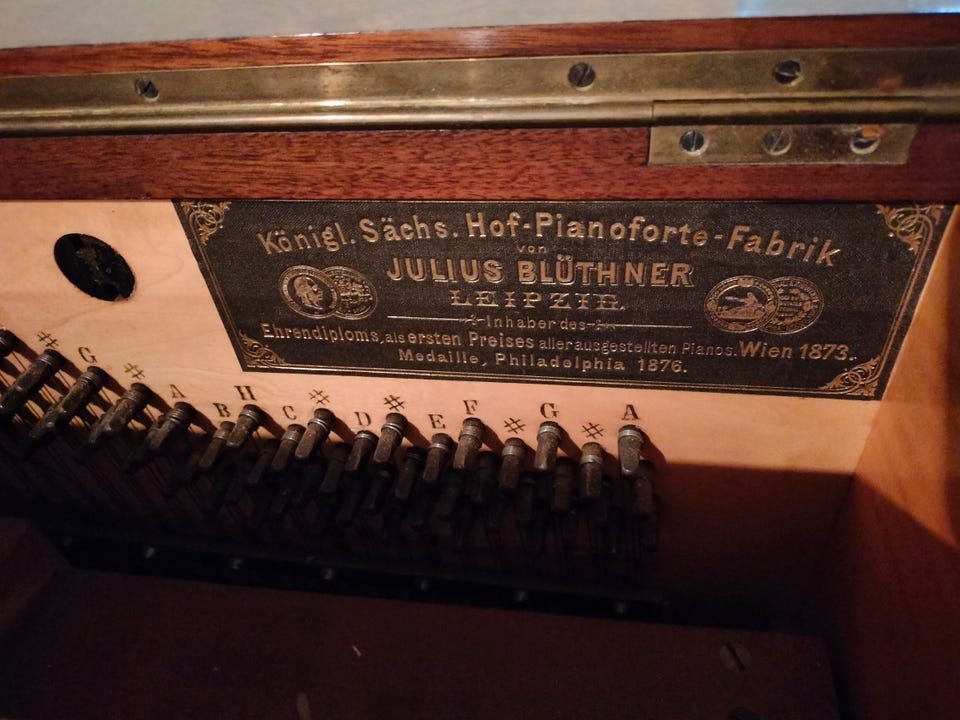 Königl. Sächs. Hof-Pianoforte-Fabrik
von
JULIUS BLÜTHNER
LEIPZIG.
Inhaber des
Ehrendiploms, als ersten Preises aller ausgestellten Pianos. Wien 1873.
Medaille, Philadelphia 1876.
# G # A B H C # D # E F # G # A